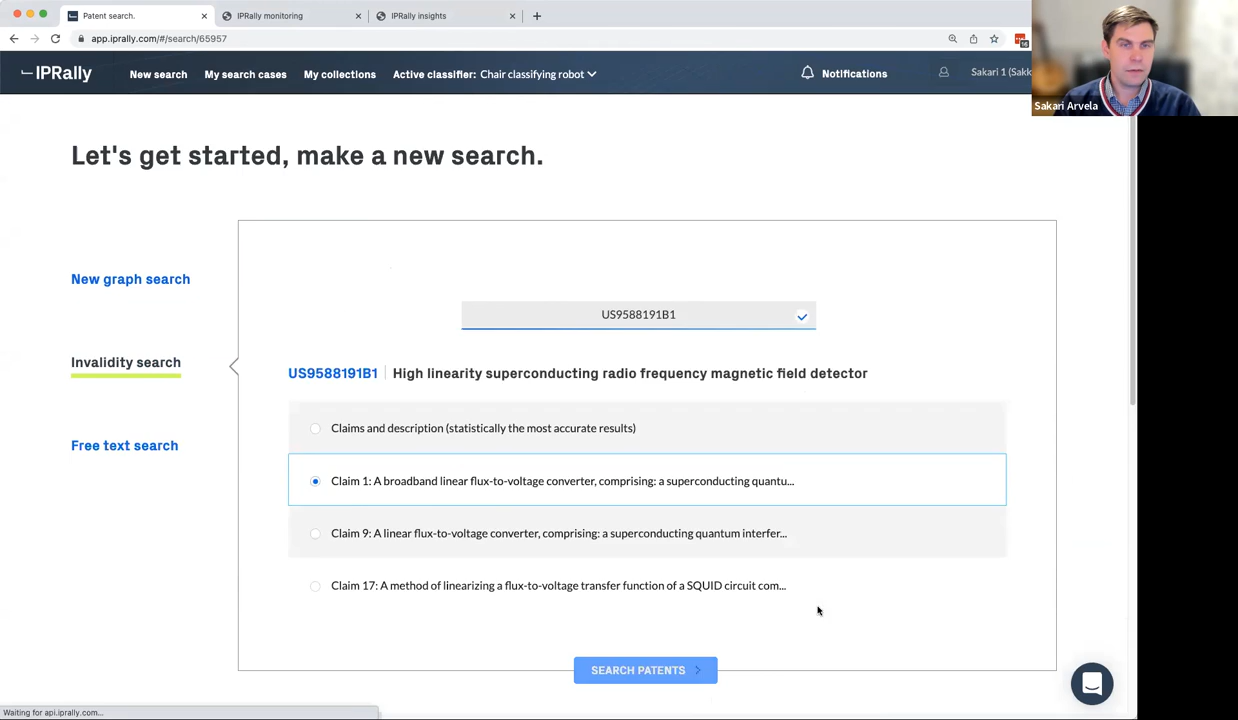 Patent search.
IPRally monitoring
IPRally insights
app.iprally.com/#/search/65957
IPRally
New search
My search cases
My collections
Active classifier: Chair classifying robot
Notifications
Sakari 1 (Sakk
Sakari Arvela
Let's get started, make a new search.
New graph search
Invalidity search
Free text search
US9588191B1
US9588191B1 | High linearity superconducting radio frequency magnetic field detector
Claims and description (statistically the most accurate results)
Claim 1: A broadband linear flux-to-voltage converter, comprising: a superconducting quantu...
Claim 9: A linear flux-to-voltage converter, comprising: a superconducting quantum interfer...
Claim 17: A method of linearizing a flux-to-voltage transfer function of a SQUID circuit com...
SEARCH PATENTS
Waiting for api.iprally.com...